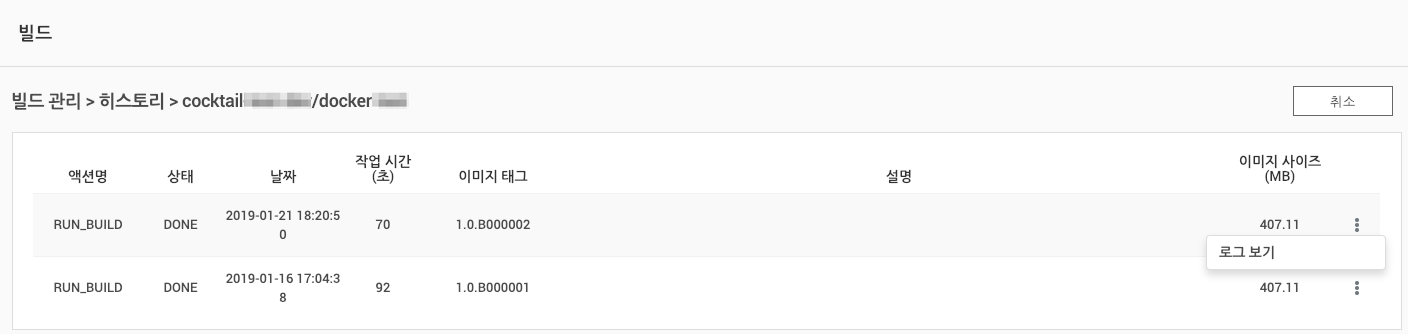 빌드
빌드 관리 > 히스토리 > cocktail /docker
취소
액션명 상태 날짜 작업 시간 (초) 이미지 태그 설명 이미지 사이즈 (MB)
RUN_BUILD DONE 2019-01-21 18:20:50 70 1.0.B000002 407.11
로그 보기
RUN_BUILD DONE 2019-01-16 17:04:38 92 1.0.B000001 407.11